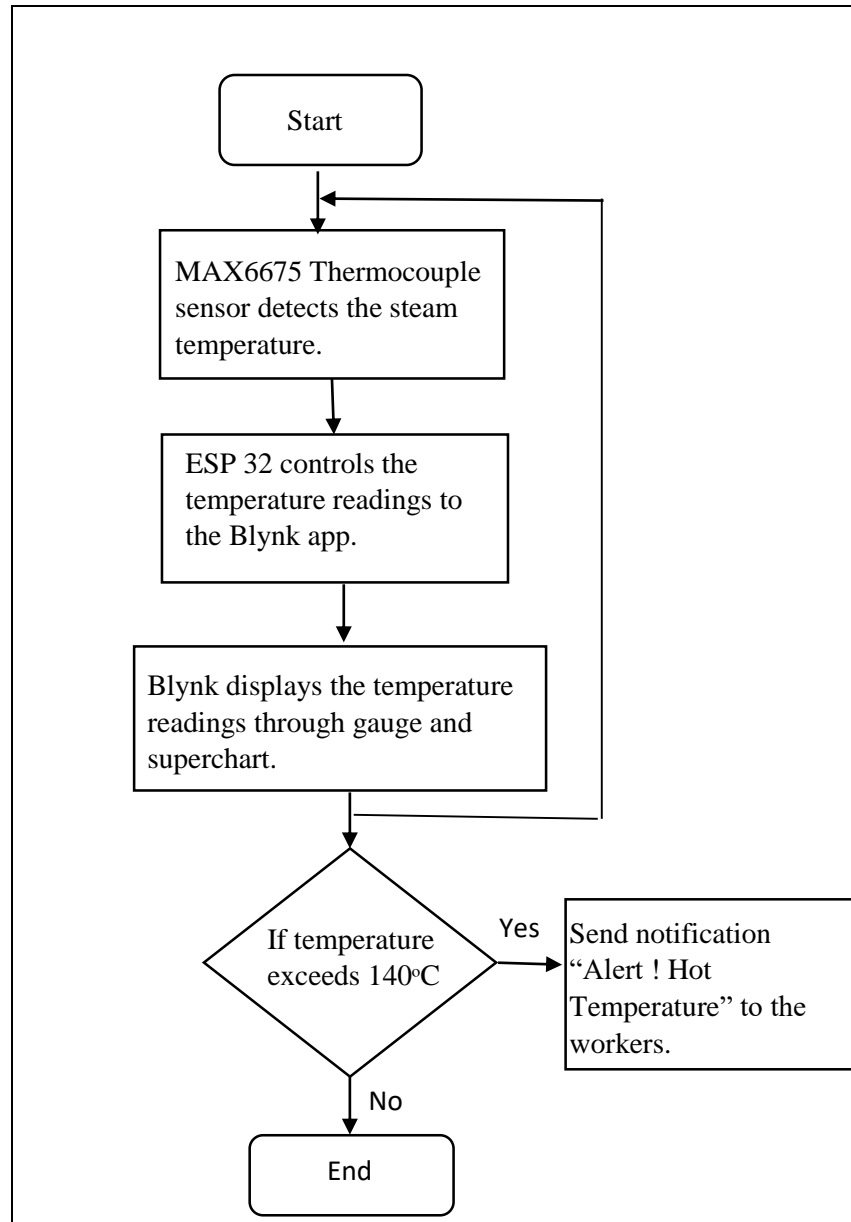 Start
MAX6675 Thermocouple
sensor detects the steam
temperature.
ESP 32 controls the
temperature readings to
the Blynk app.
Blynk displays the temperature
readings through gauge and
superchart.
If temperature
exceeds 140ºC
Yes
Send notification
“Alert ! Hot
Temperature” to the
workers.
No
End